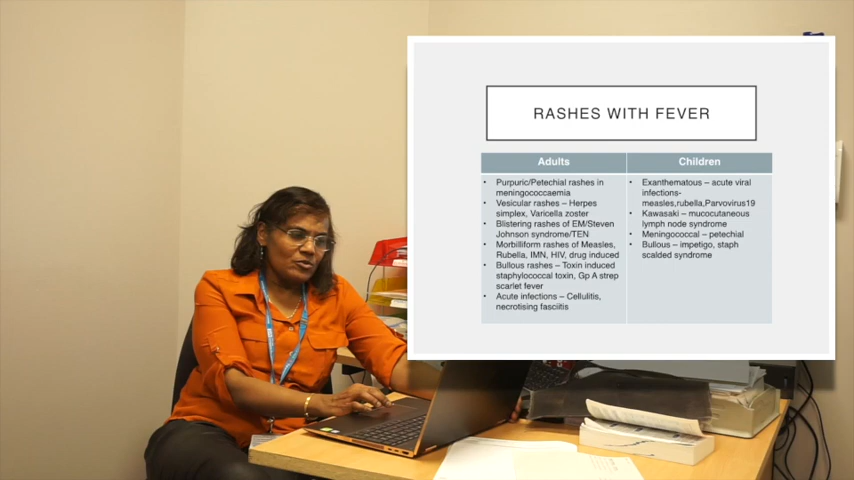 RASHES WITH FEVER
Adults
• Purpuric/Petechial rashes in
meningococcaemia
• Vesicular rashes – Herpes
simplex, Varicella zoster
• Blistering rashes of EM/Steven
Johnson syndrome/TEN
• Morbilliform rashes of Measles,
Rubella, IMN, HIV, drug induced
• Bullous rashes – Toxin induced
staphylococcal toxin, Gp A strep
scarlet fever
• Acute infections – Cellulitis,
necrotising fasciitis
Children
• Exanthematous – acute viral
infections-
measles,rubella,Parvovirus19
• Kawasaki – mucocutaneous
lymph node syndrome
• Meningococcal – petechial
• Bullous – impetigo, staph
scalded syndrome